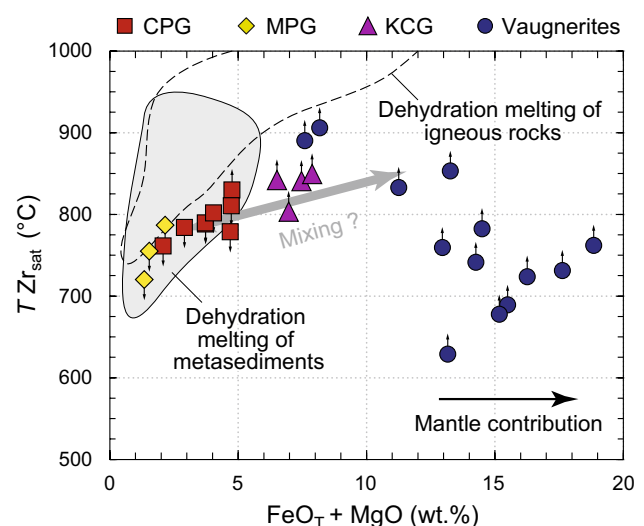 CPG MPG KCG Vaugnerites
1000
900
800
700
600
500
T Zrsat (°C)
Dehydration melting of
igneous rocks
Mixing ?
Dehydration
melting of
metasediments
Mantle contribution
0 5 10 15 20
FeOT + MgO (wt.%)